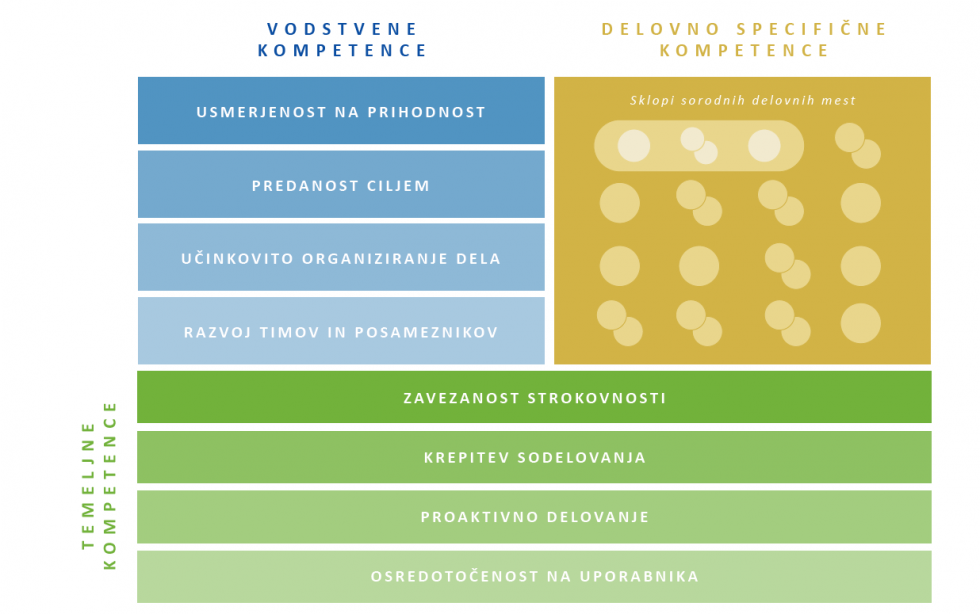 VODSTVENE
KOMPETENCE
DELOVNO SPECIFIČNE
KOMPETENCE
USMERJENOST NA PRIHODNOST
PREDANOST CILJEM
UČINKOVITO ORGANIZIRANJE DELA
RAZVOJ TIMOV IN POSAMEZNIKOV
Sklopi sorodnih delovnih mest
TEMELJNE
KOMPETENCE
ZAVEZANOST STROKOVNOSTI
KREPITEV SODELOVANJA
PROAKTIVNO DELOVANJE
OSREDOTOČENOST NA UPORABNIKA